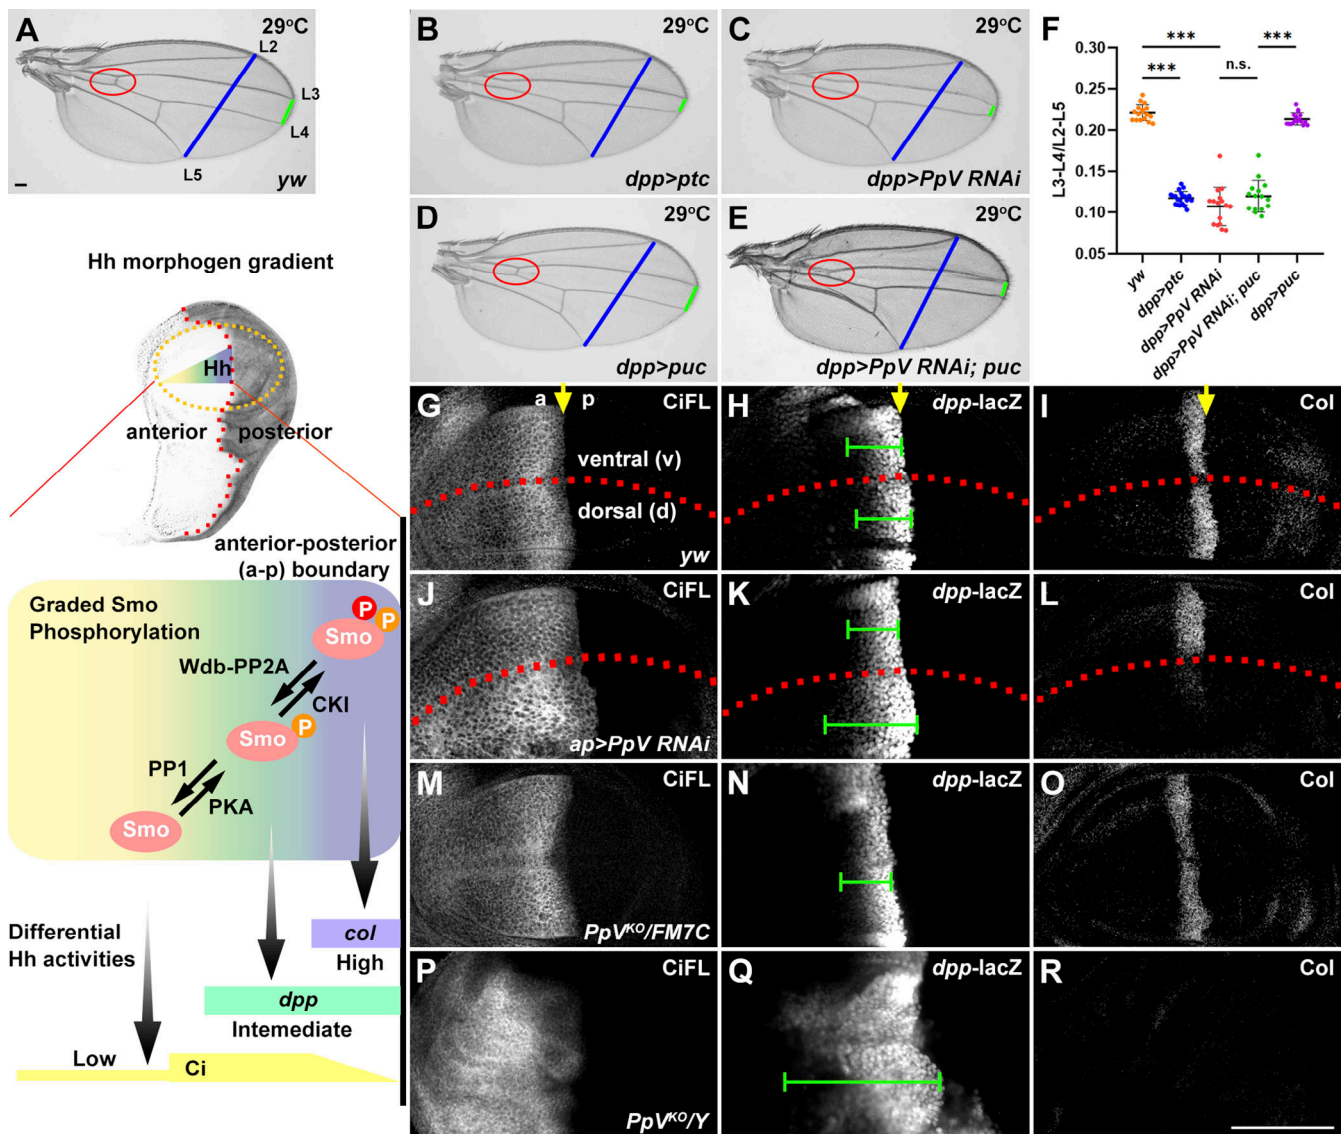 A
29°C
L2
L3
L4
L5
yw
B
29°C
dpp>ptc
C
29°C
dpp>PpV RNAi
D
29°C
dpp>puc
E
29°C
dpp>PpV RNAi; puc
F
L3-L4/L2-L5
0.30
0.25
0.20
0.15
0.10
0.05
***
***
***
n.s.
yw
dpp>ptc
dpp>PpV RNAi
dpp>PpV RNAi; puc
dpp>puc
Hh morphogen gradient
Hh
anterior
posterior
anterior-posterior
(a-p) boundary
Graded Smo
Phosphorylation
P
P
Smo
Wdb-PP2A
CKI
P
Smo
PP1
PKA
Smo
Differential
Hh activities
col
High
dpp
Intemediate
Low
Ci
G
a
p
CiFL
ventral (v)
dorsal (d)
yw
H
dpp-lacZ
I
Col
J
CiFL
ap>PpV RNAi
K
dpp-lacZ
L
Col
M
CiFL
PpVKO/FM7C
N
dpp-lacZ
O
Col
P
CiFL
PpVKO/Y
Q
dpp-lacZ
R
Col